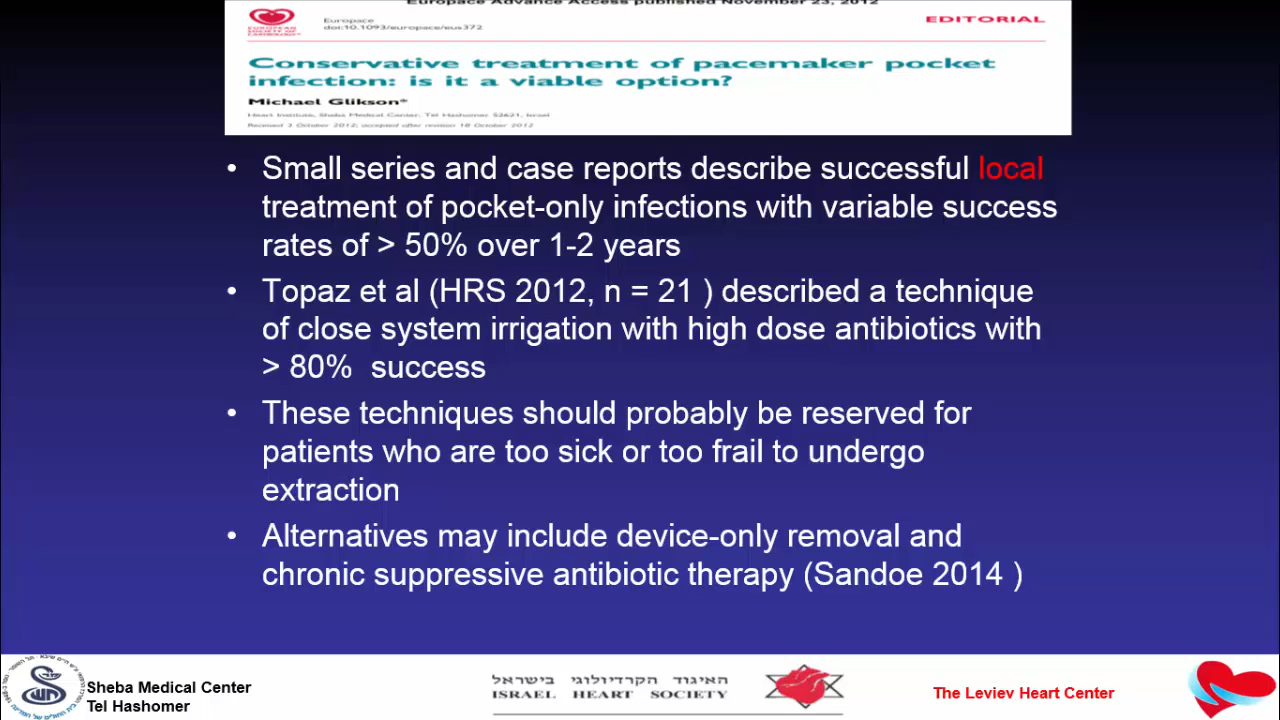 Europace Advance Access published November 23, 2012
EUROPEAN
SOCIETY OF
CARDIOLOGY®
Europace
doi:10.1093/europace/eus372
EDITORIAL
Conservative treatment of pacemaker pocket
infection: is it a viable option?
Michael Glikson*
Heart Institute, Sheba Medical Center, Tel Hashomer 52621, Israel
Received 3 October 2012; accepted after revision 18 October 2012
• Small series and case reports describe successful local
treatment of pocket-only infections with variable success
rates of > 50% over 1-2 years
• Topaz et al (HRS 2012, n = 21 ) described a technique
of close system irrigation with high dose antibiotics with
> 80% success
• These techniques should probably be reserved for
patients who are too sick or too frail to undergo
extraction
• Alternatives may include device-only removal and
chronic suppressive antibiotic therapy (Sandoe 2014 )
Sheba Medical Center
Tel Hashomer
האיגוד הקרדיולוגי בישראל
ISRAEL HEART SOCIETY
The Leviev Heart Center